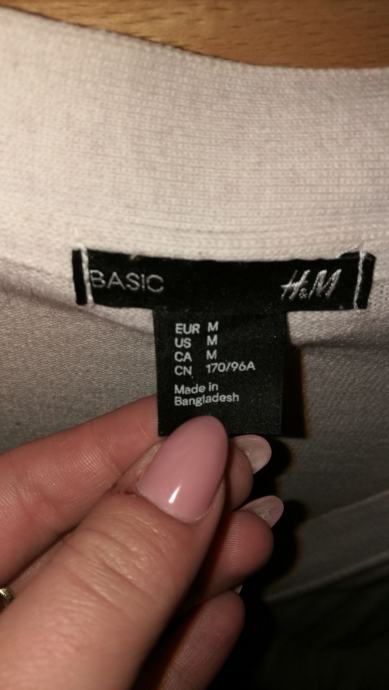 BASIC H&M
EUR M
US M
CA M
CN 170/96A
Made in
Bangladesh